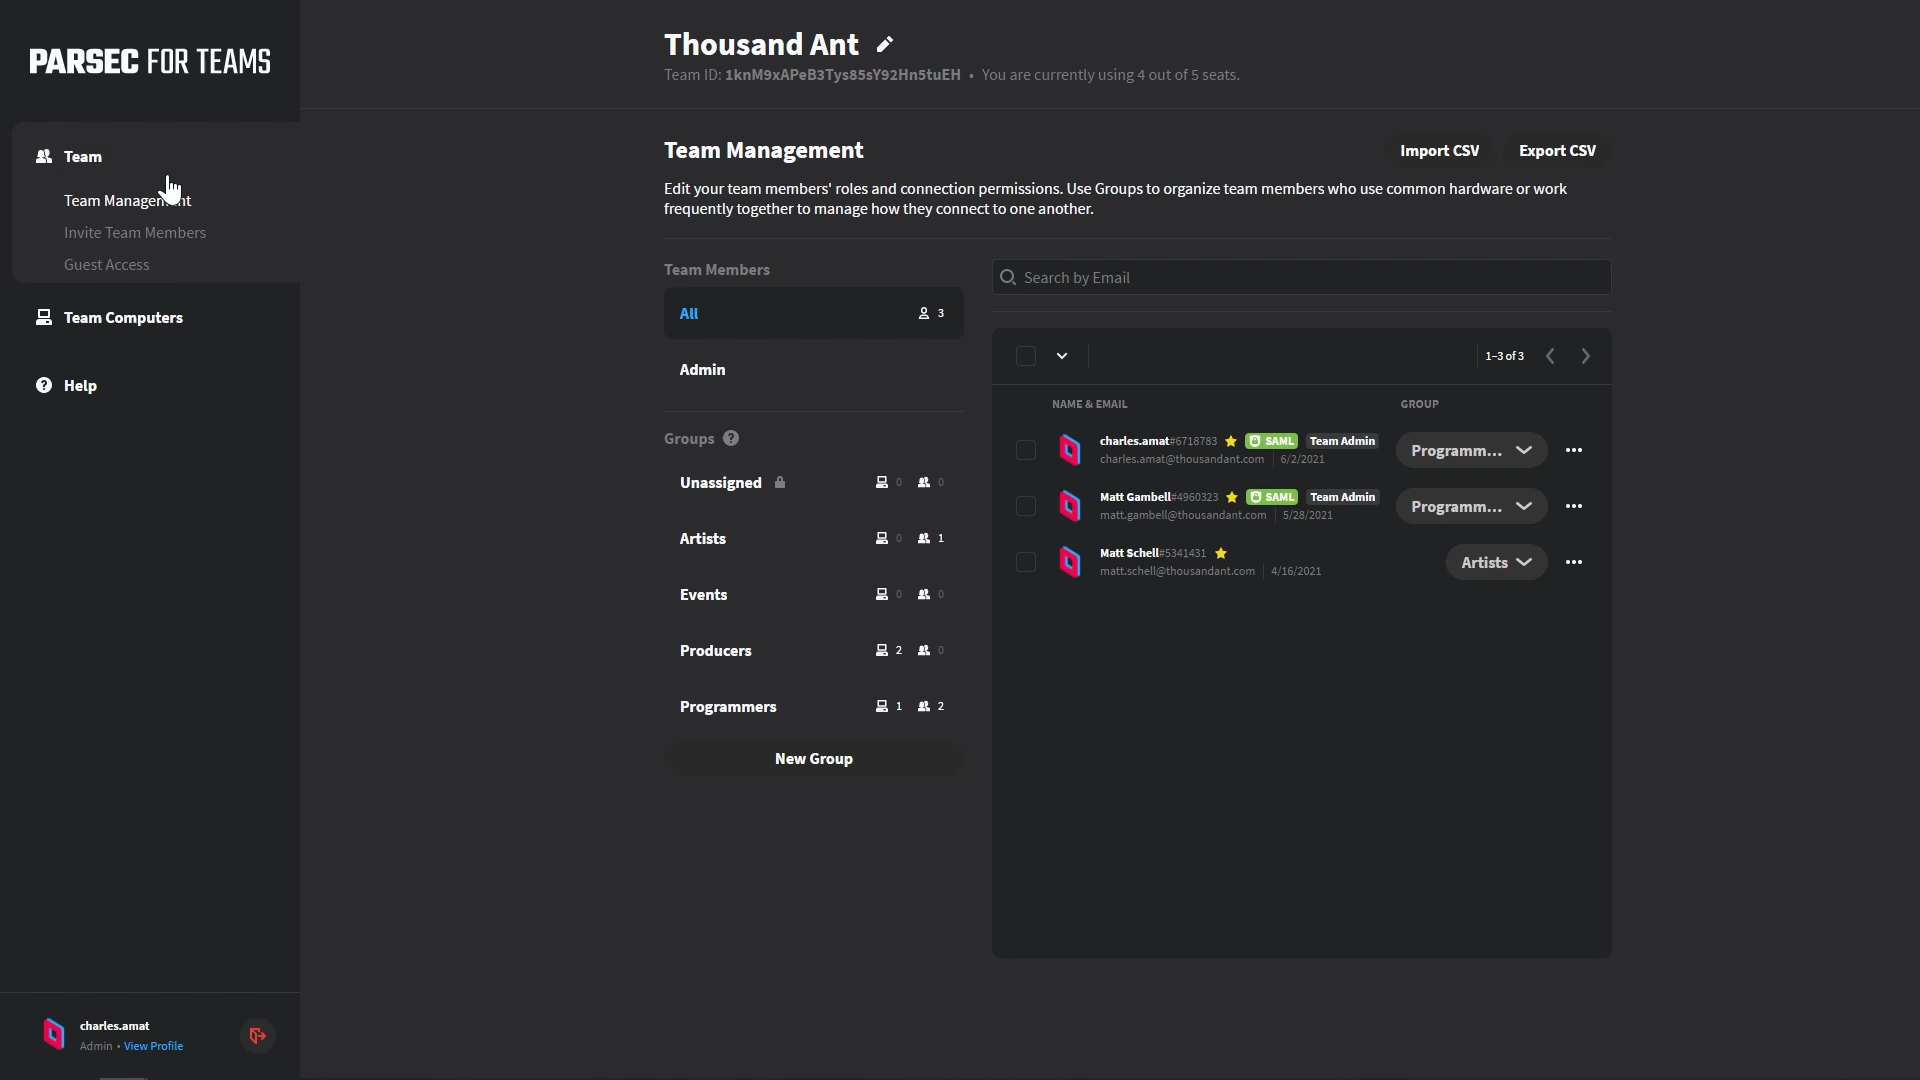 PARSEC FOR TEAMS
Team
Team Management
Invite Team Members
Guest Access
Team Computers
Help
charles.amat
Admin • View Profile
Thousand Ant
Team ID: 1knM9xAPeB3Tys85sY92Hn5tuEH • You are currently using 4 out of 5 seats.
Team Management
Import CSV
Export CSV
Edit your team members' roles and connection permissions. Use Groups to organize team members who use common hardware or work
frequently together to manage how they connect to one another.
Team Members
All 3
Admin
Groups ?
Unassigned 0 0
Artists 0 1
Events 0 0
Producers 2 0
Programmers 1 2
New Group
Search by Email
1-3 of 3
NAME & EMAIL GROUP
charles.amat#6718783 SAML Team Admin
charles.amat@thousandant.com 6/2/2021
Programm...
Matt Gambell#4960323 SAML Team Admin
matt.gambell@thousandant.com 5/28/2021
Programm...
Matt Schell#5341431
matt.schell@thousandant.com 4/16/2021
Artists